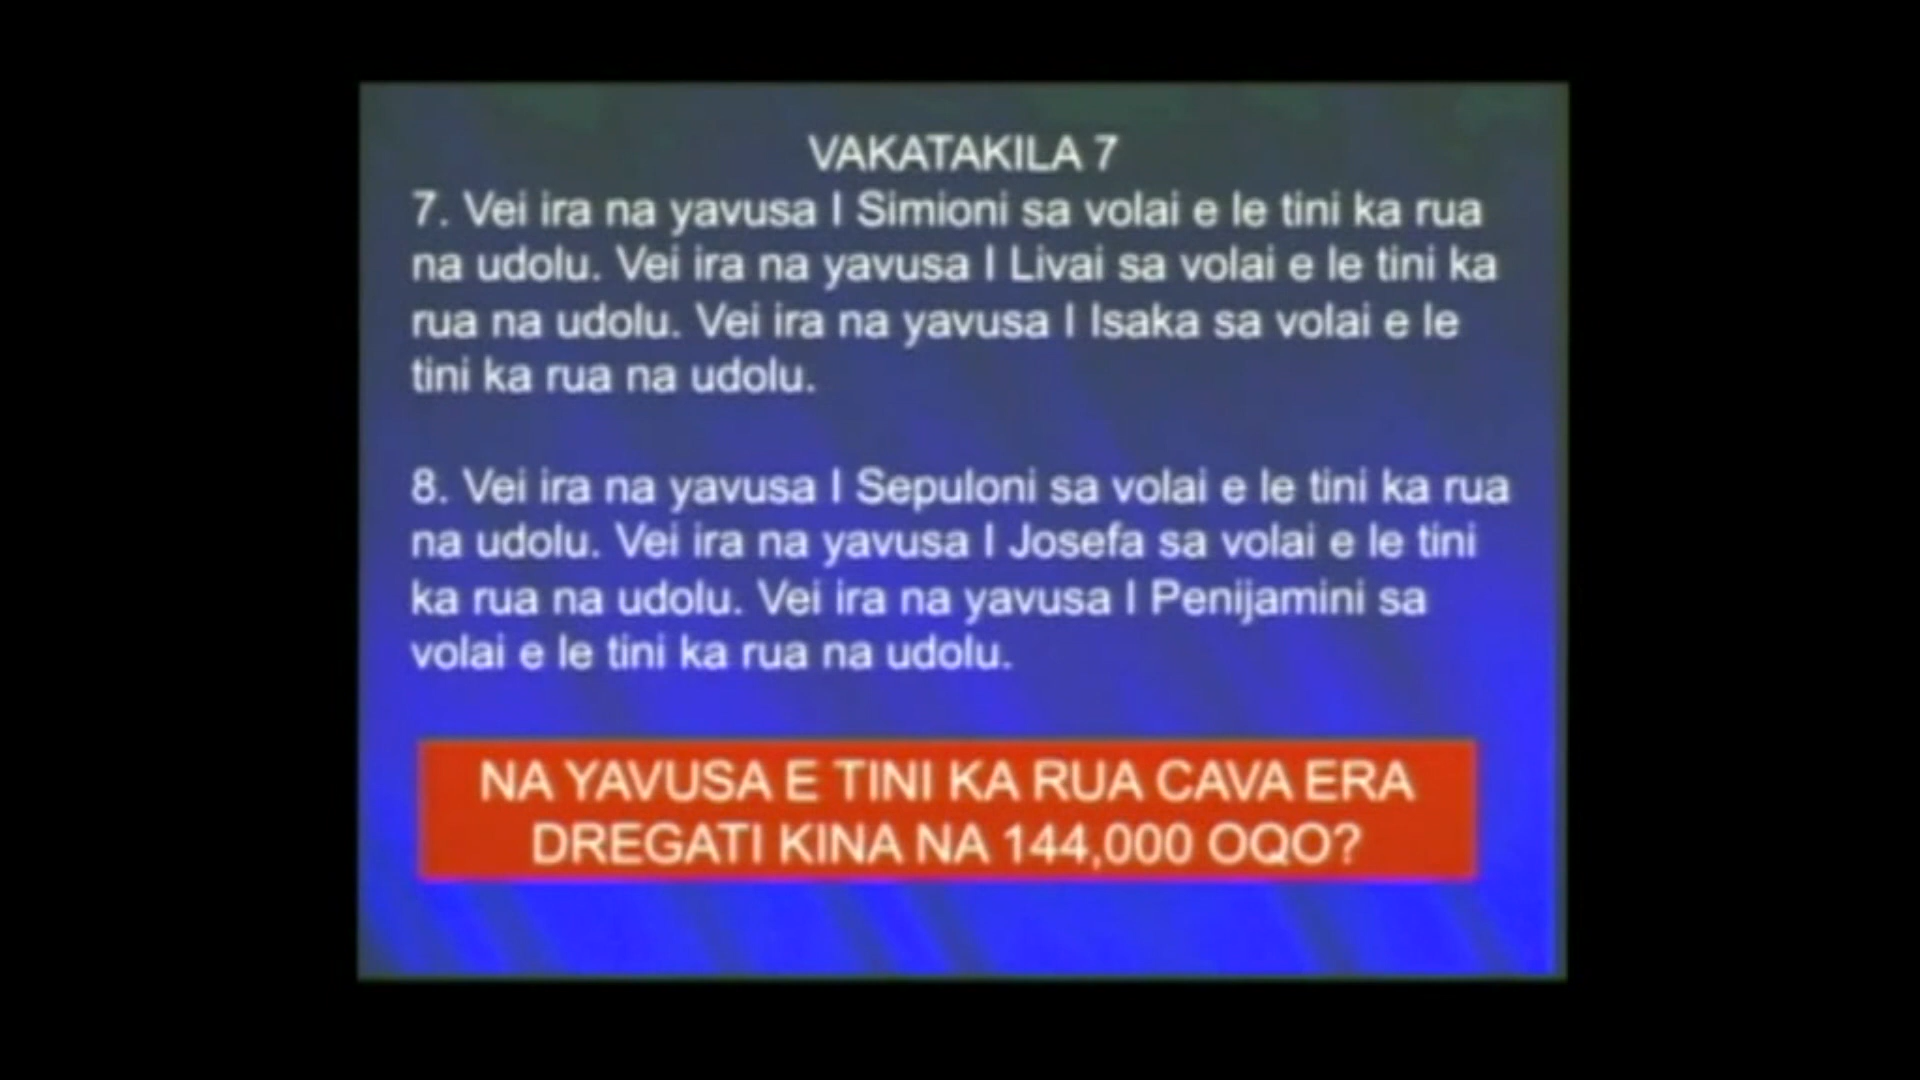 VAKATAKILA 7
7. Vei ira na yavusa I Simioni sa volai e le tini ka rua
na udolu. Vei ira na yavusa I Livai sa volai e le tini ka
rua na udolu. Vei ira na yavusa I Isaka sa volai e le
tini ka rua na udolu.
8. Vei ira na yavusa I Sepuloni sa volai e le tini ka rua
na udolu. Vei ira na yavusa I Josefa sa volai e le tini
ka rua na udolu. Vei ira na yavusa I Penijamini sa
volai e le tini ka rua na udolu.
NA YAVUSA E TINI KA RUA CAVA ERA
DREGATI KINA NA 144,000 OQO?